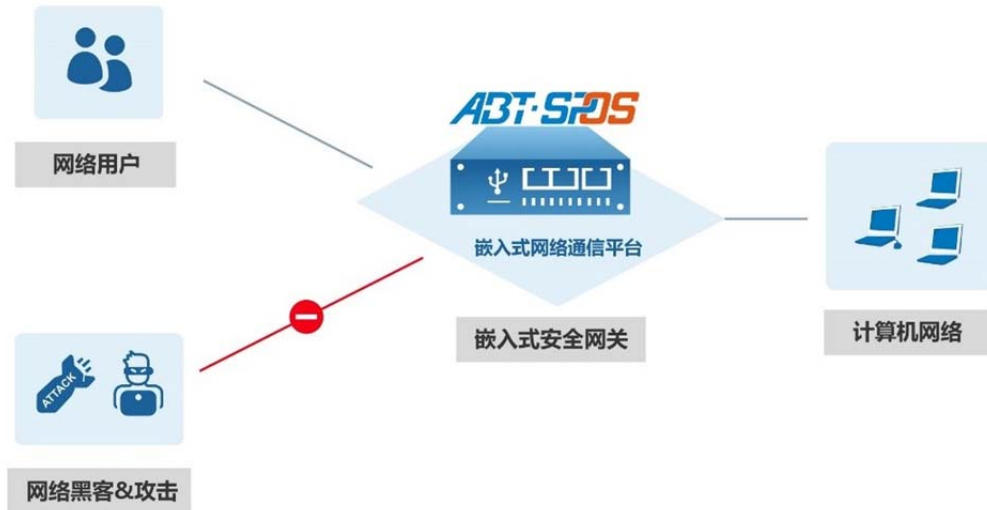 网络用户
ABT·SPOS
嵌入式网络通信平台
嵌入式安全网关
计算机网络
ATTACK
网络黑客&攻击